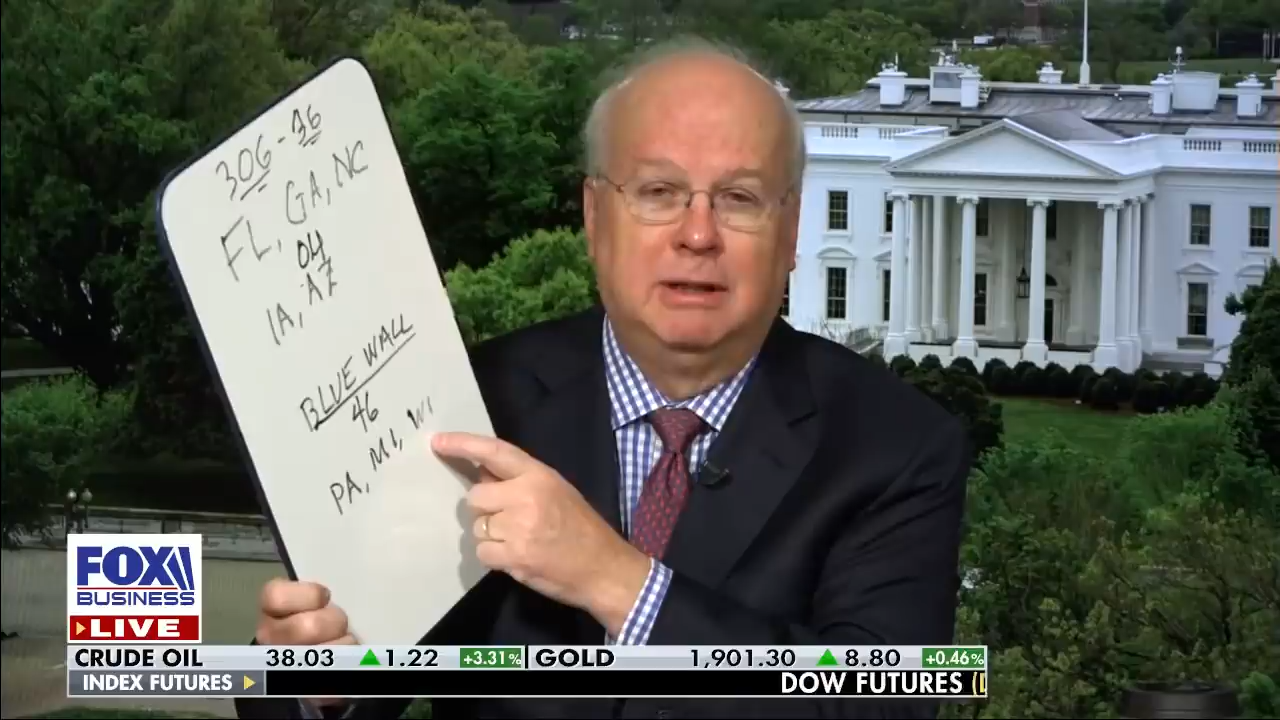 306-36
FL, GA, NC
OH
IA, AZ
BLUE WALL
46
PA, MI, WI
FOX
BUSINESS
LIVE
CRUDE OIL 38.03 ▲1.22 +3.31% GOLD 1,901.30 ▲8.80 +0.46%
INDEX FUTURES DOW FUTURES (